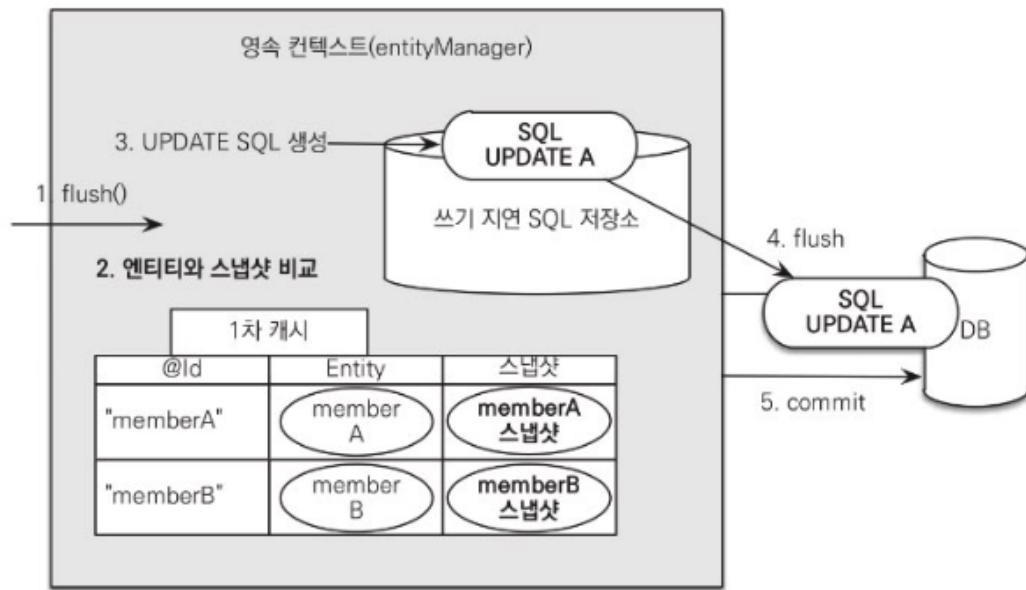 영속 컨텍스트(entityManager)
3. UPDATE SQL 생성
SQL
UPDATE A
1. flush()
쓰기 지연 SQL 저장소
4. flush
2. 엔티티와 스냅샷 비교
SQL
UPDATE A
DB
1차 캐시
@Id Entity 스냅샷
5. commit
"memberA" member
A memberA
스냅샷
"memberB" member
B memberB
스냅샷